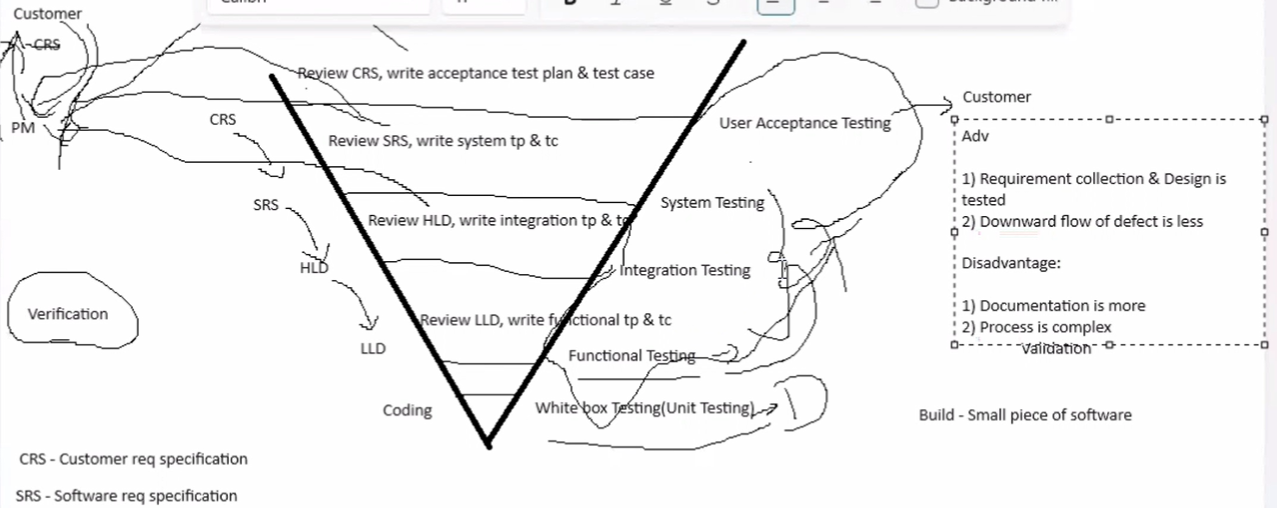 Customer
CRS
PM
Review CRS, write acceptance test plan & test case
CRS
Review SRS, write system tp & tc
SRS
Review HLD, write integration tp & tc
HLD
Review LLD, write functional tp & tc
LLD
Verification
Coding
User Acceptance Testing
System Testing
Integration Testing
Functional Testing
White box Testing(Unit Testing)
D
Customer
Adv
1) Requirement collection & Design is
tested
2) Downward flow of defect is less
Disadvantage:
1) Documentation is more
2) Process is complex
Validation
Build - Small piece of software
CRS - Customer req specification
SRS - Software req specification